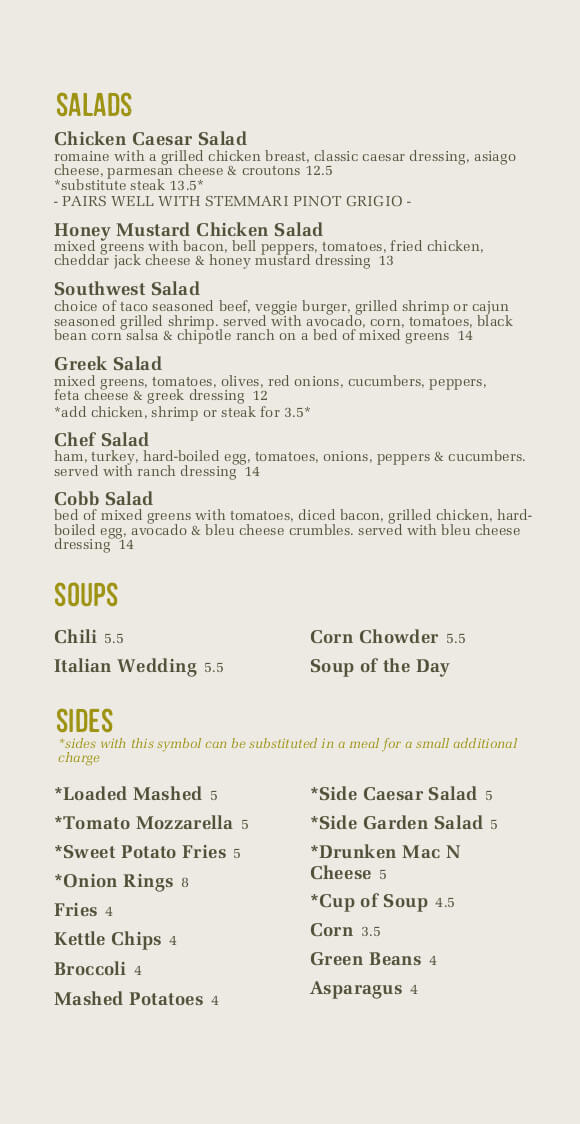 SALADS
Chicken Caesar Salad
romaine with a grilled chicken breast, classic caesar dressing, asiago
cheese, parmesan cheese & croutons 12.5
*substitute steak 13.5*
- PAIRS WELL WITH STEMMARI PINOT GRIGIO -
Honey Mustard Chicken Salad
mixed greens with bacon, bell peppers, tomatoes, fried chicken,
cheddar jack cheese & honey mustard dressing 13
Southwest Salad
choice of taco seasoned beef, veggie burger, grilled shrimp or cajun
seasoned grilled shrimp. served with avocado, corn, tomatoes, black
bean corn salsa & chipotle ranch on a bed of mixed greens 14
Greek Salad
mixed greens, tomatoes, olives, red onions, cucumbers, peppers,
feta cheese & greek dressing 12
*add chicken, shrimp or steak for 3.5*
Chef Salad
ham, turkey, hard-boiled egg, tomatoes, onions, peppers & cucumbers.
served with ranch dressing 14
Cobb Salad
bed of mixed greens with tomatoes, diced bacon, grilled chicken, hard-
boiled egg, avocado & bleu cheese crumbles. served with bleu cheese
dressing 14
SOUPS
Chili 5.5
Italian Wedding 5.5
Corn Chowder 5.5
Soup of the Day
SIDES
*sides with this symbol can be substituted in a meal for a small additional
charge
*Loaded Mashed 5
*Tomato Mozzarella 5
*Sweet Potato Fries 5
*Onion Rings 8
Fries 4
Kettle Chips 4
Broccoli 4
Mashed Potatoes 4
*Side Caesar Salad 5
*Side Garden Salad 5
*Drunken Mac N
Cheese 5
*Cup of Soup 4.5
Corn 3.5
Green Beans 4
Asparagus 4